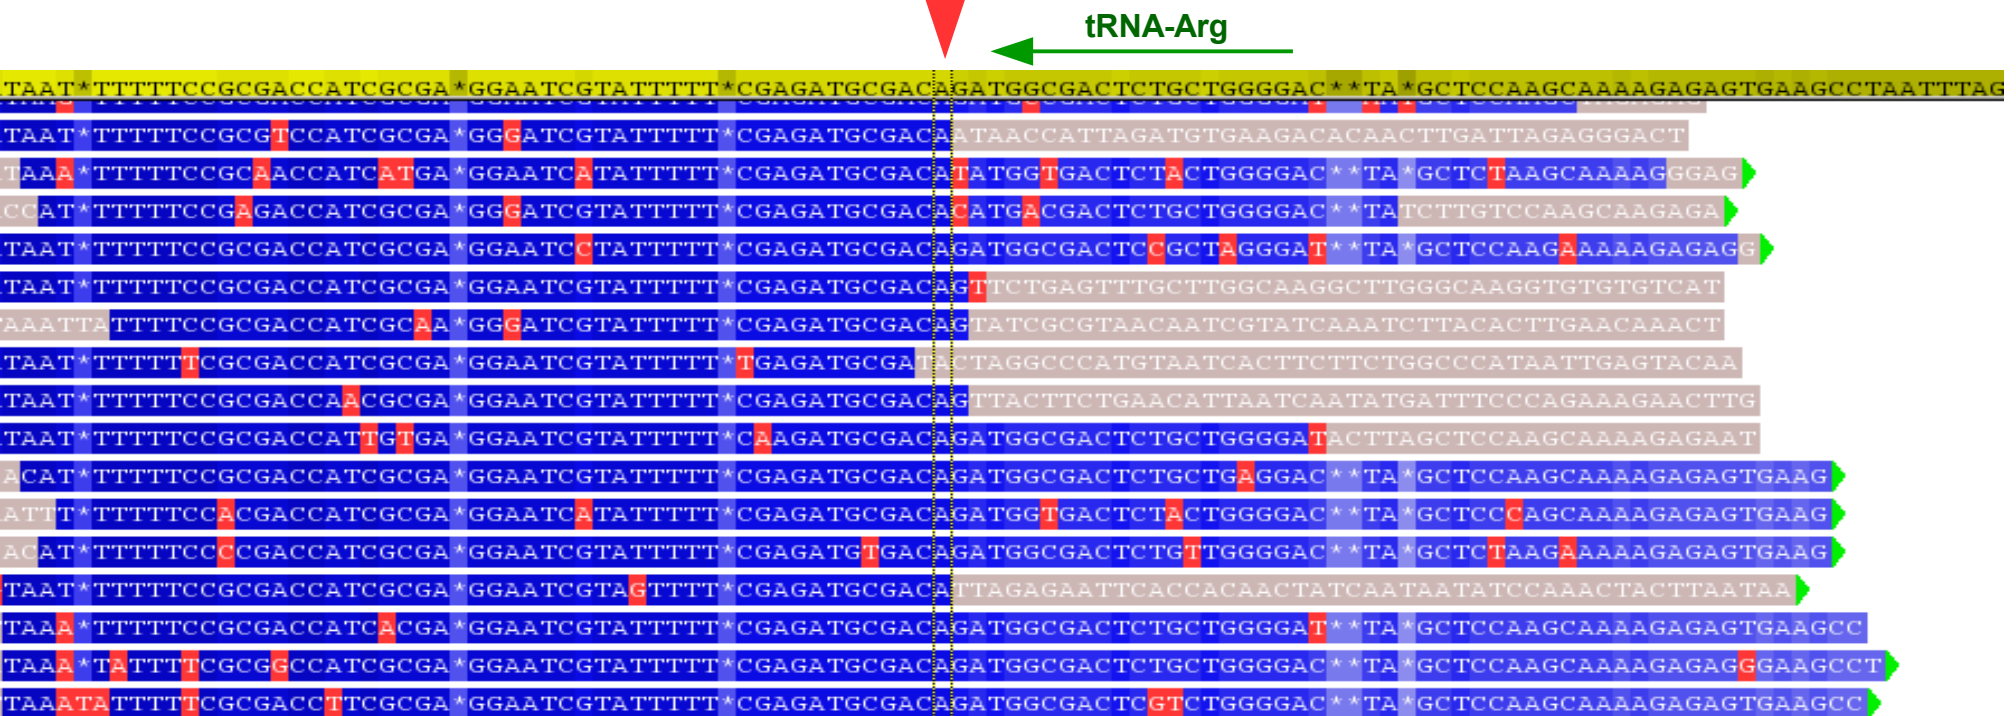 tRNA-Arg
TAAT*TTTTTCCGCGACCATCGCGA*GGAATCGTATTTTT*CGAGATGCGACAGATGGCGACTCTGCTGGGGAC**TA*GCTCCAAGCAAAAGAGAGTGAAGCCTAATTTAG
TAAT*TTTTTCCGCGTCCATCGCGA*GGGATCGTATTTTT*CGAGATGCGACAATAACCATTAGATGTGAAGACACAACTTGATTAGAGGGACT
TAAA*TTTTTCCGCAACCATCATGA*GGAATCATATTTTT*CGAGATGCGACATATGGTGACTCTACTGGGGAC**TA*GCTCTAAGCAAAAGGGAG
CCAT*TTTTTCCGAGACCATCGCGA*GGGATCGTATTTTT*CGAGATGCGACACATGACGACTCTGCTGGGGAC**TATCTTGTCCAAGCAAGAGA
TAAT*TTTTTCCGCGACCATCGCGA*GGAATCCTATTTTT*CGAGATGCGACAGATGGCGACTCCGCTAGGGAT**TA*GCTCCAAGAAAAAGAGAGG
TAAT*TTTTTCCGCGACCATCGCGA*GGAATCGTATTTTT*CGAGATGCGACAGTTCTGAGTTTGCTTGGCAAGGCTTGGGCAAGGTGTGTGTCAT
AAATTATTTTCCGCGACCATCGCAA*GGGATCGTATTTTT*CGAGATGCGACAGTATCGCGTAACAATCGTATCAAATCTTACACTTGAACAAACT
TAAT*TTTTTTCGCGACCATCGCGA*GGAATCGTATTTTT*TGAGATGCGATACTAGGCCCATGTAATCACTTCTTCTGGCCCATAATTGAGTACAA
TAAT*TTTTTCCGCGACCAACGCGA*GGAATCGTATTTTT*CGAGATGCGACAGTTACTTCTGAACATTAATCAATATGATTTCCCAGAAAGAACTTG
TAAT*TTTTTCCGCGACCATTGTGA*GGAATCGTATTTTT*CAAGATGCGACAGATGGCGACTCTGCTGGGGATACTTAGCTCCAAGCAAAAGAGAAT
ACAT*TTTTTCCGCGACCATCGCGA*GGAATCGTATTTTT*CGAGATGCGACAGATGGCGACTCTGCTGAGGAC**TA*GCTCCAAGCAAAAGAGAGTGAAG
ATTT*TTTTTCCACGACCATCGCGA*GGAATCATATTTTT*CGAGATGCGACAGATGGTGACTCTACTGGGGAC**TA*GCTCCCAGCAAAAGAGAGTGAAG
ACAT*TTTTTCCCCGACCATCGCGA*GGAATCGTATTTTT*CGAGATGTGACAGATGGCGACTCTGTTGGGGAC**TA*GCTCTAAGAAAAAGAGAGTGAAG
TAAT*TTTTTCCGCGACCATCGCGA*GGAATCGTAGTTTT*CGAGATGCGACATTAGAGAATTCACCACAACTATCAATAATATCCAAACTACTTAATAA
TAAA*TTTTTCCGCGACCATCACGA*GGAATCGTATTTTT*CGAGATGCGACAGATGGCGACTCTGCTGGGGAT**TA*GCTCCAAGCAAAAGAGAGTGAAGCC
TAAA*TATTTTCGCGGCCATCGCGA*GGAATCGTATTTTT*CGAGATGCGACAGATGGCGACTCTGCTGGGGAC**TA*GCTCCAAGCAAAAGAGAGGGAAGCCT
TAAATATTTTTCGCGACCTTCGCGA*GGAATCGTATTTTT*CGAGATGCGACAGATGGCGACTCGTCTGGGGAC**TA*GCTCCAAGCAAAAGAGAGTGAAGCC